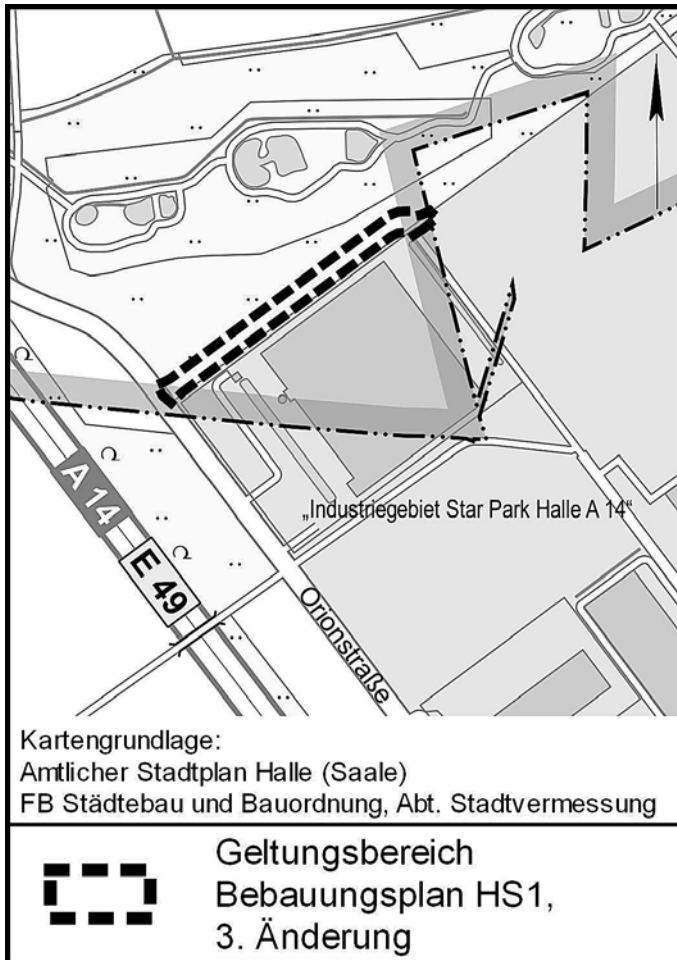 A 14
E 49
„Industriegebiet Star Park Halle A 14“
Orionstraße
Kartengrundlage:
Amtlicher Stadtplan Halle (Saale)
FB Städtebau und Bauordnung, Abt. Stadtvermessung
Geltungsbereich
Bebauungsplan HS1,
3. Änderung